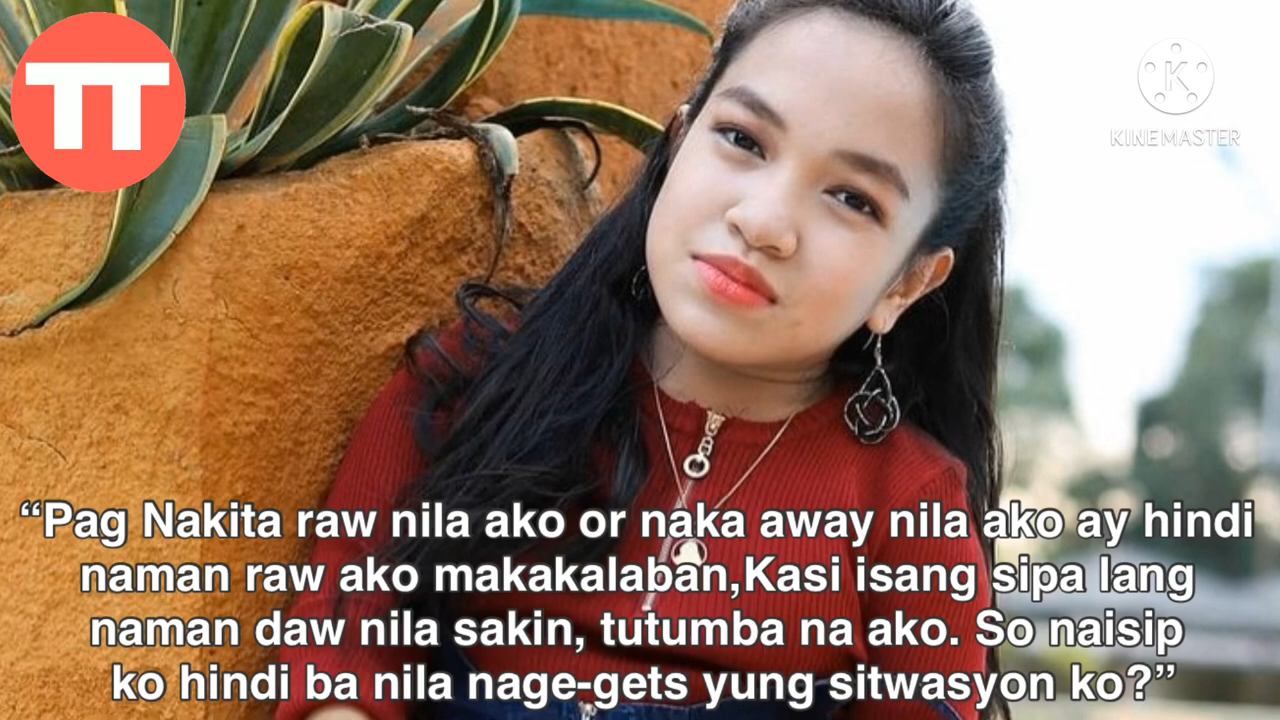 TT
KINEMASTER
“Pag Nakita raw nila ako or naka away nila ako ay hindi
naman raw ako makakalaban,Kasi isang sipa lang
naman daw nila sakin, tutumba na ako. So naisip
ko hindi ba nila nage-gets yung sitwasyon ko?”